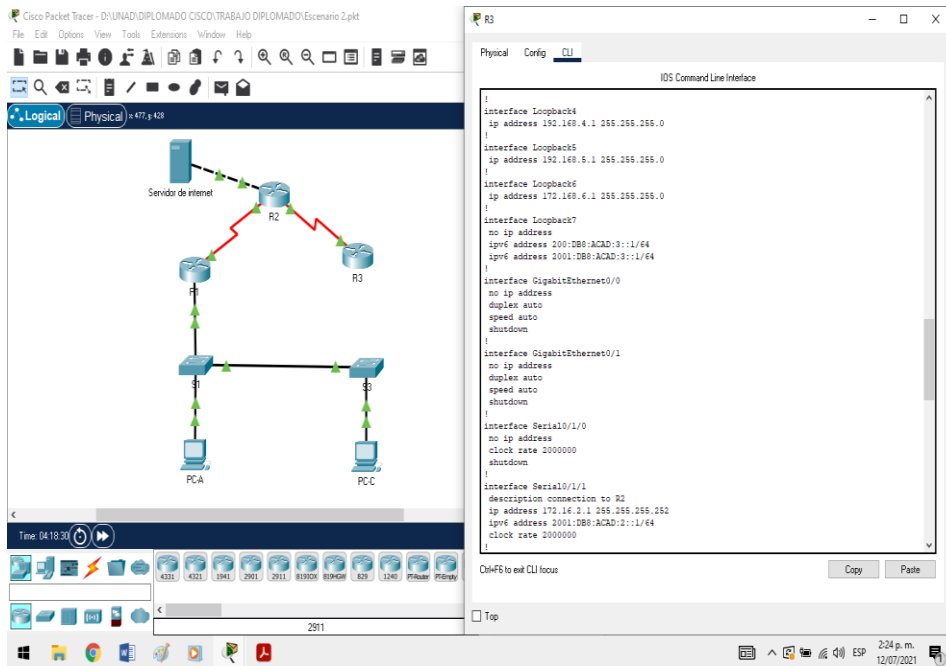 Cisco Packet Tracer - D:\UNAD\DIPLOMADO CISCO\TRABAJO DIPLOMADO\Escenario 2.pkt
File Edit Options View Tools Extensions Window Help
Logical Physical x: 477, y: 428
Servidor de internet
R2
R3
R1
S1
S3
PC-A
PC-C
Time: 04:18:30
4331 4321 1941 2901 2911 819IOX 819HGW 829 1240 PT-Router PT-Empty
2911
R3
Physical Config CLI
IOS Command Line Interface
!
interface Loopback4
ip address 192.168.4.1 255.255.255.0
!
interface Loopback5
ip address 192.168.5.1 255.255.255.0
!
interface Loopback6
ip address 172.168.6.1 255.255.255.0
!
interface Loopback7
no ip address
ipv6 address 200:DB8:ACAD:3::1/64
ipv6 address 2001:DB8:ACAD:3::1/64
!
interface GigabitEthernet0/0
no ip address
duplex auto
speed auto
shutdown
!
interface GigabitEthernet0/1
no ip address
duplex auto
speed auto
shutdown
!
interface Serial0/1/0
no ip address
clock rate 2000000
shutdown
!
interface Serial0/1/1
description connection to R2
ip address 172.16.2.1 255.255.255.252
ipv6 address 2001:DB8:ACAD:2::1/64
clock rate 2000000
!
Ctrl+F6 to exit CLI focus
Copy Paste
Top
ESP
2:24 p. m.
12/07/2021